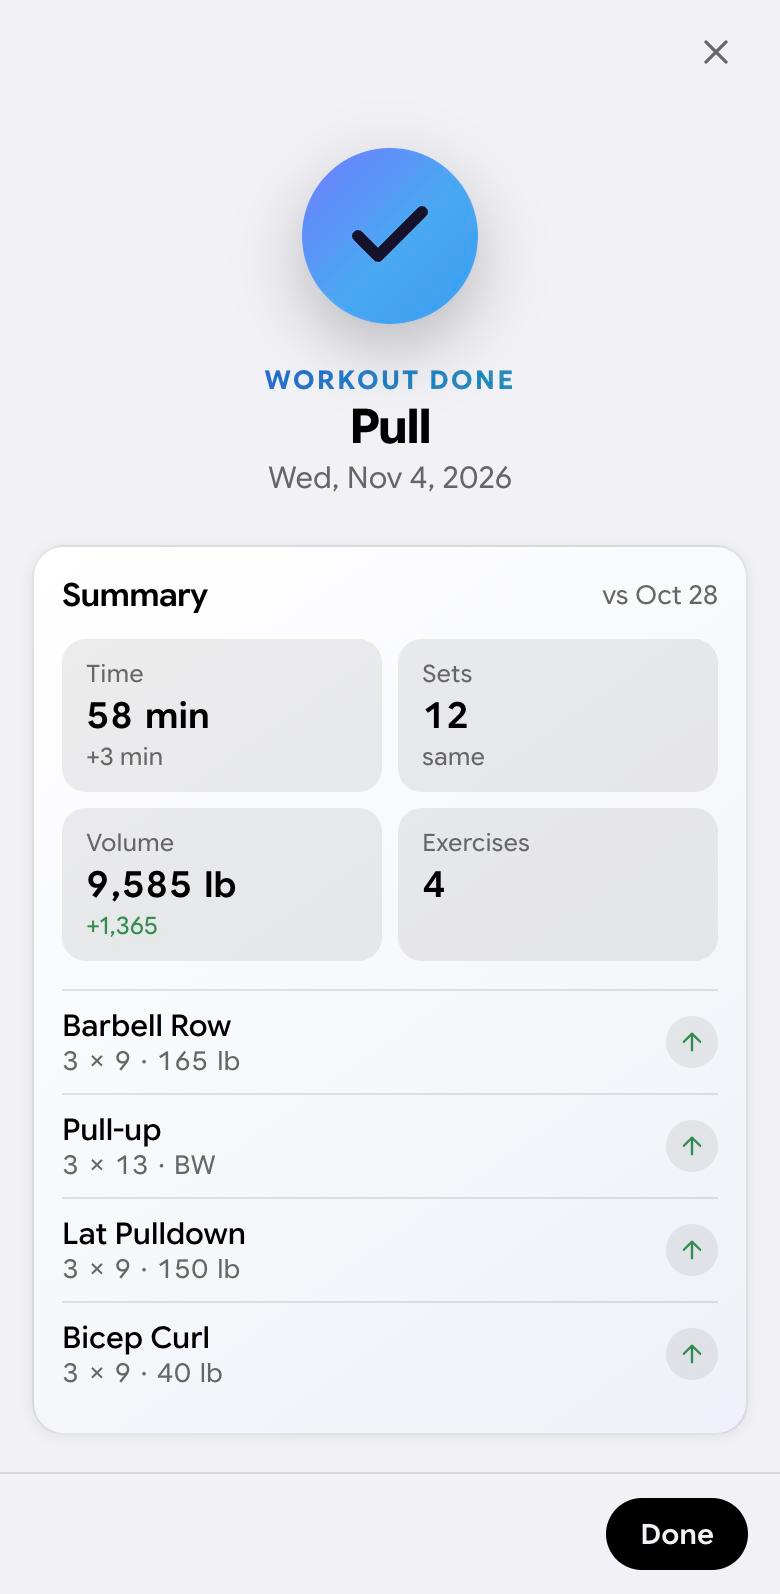 WORKOUT DONE
Pull
Wed, Nov 4, 2026
Summary
vs Oct 28
Time
58 min
+3 min
Sets
12
same
Volume
9,585 lb
+1,365
Exercises
4
Barbell Row
3 × 9 · 165 lb
Pull-up
3 × 13 · BW
Lat Pulldown
3 × 9 · 150 lb
Bicep Curl
3 × 9 · 40 lb
Done